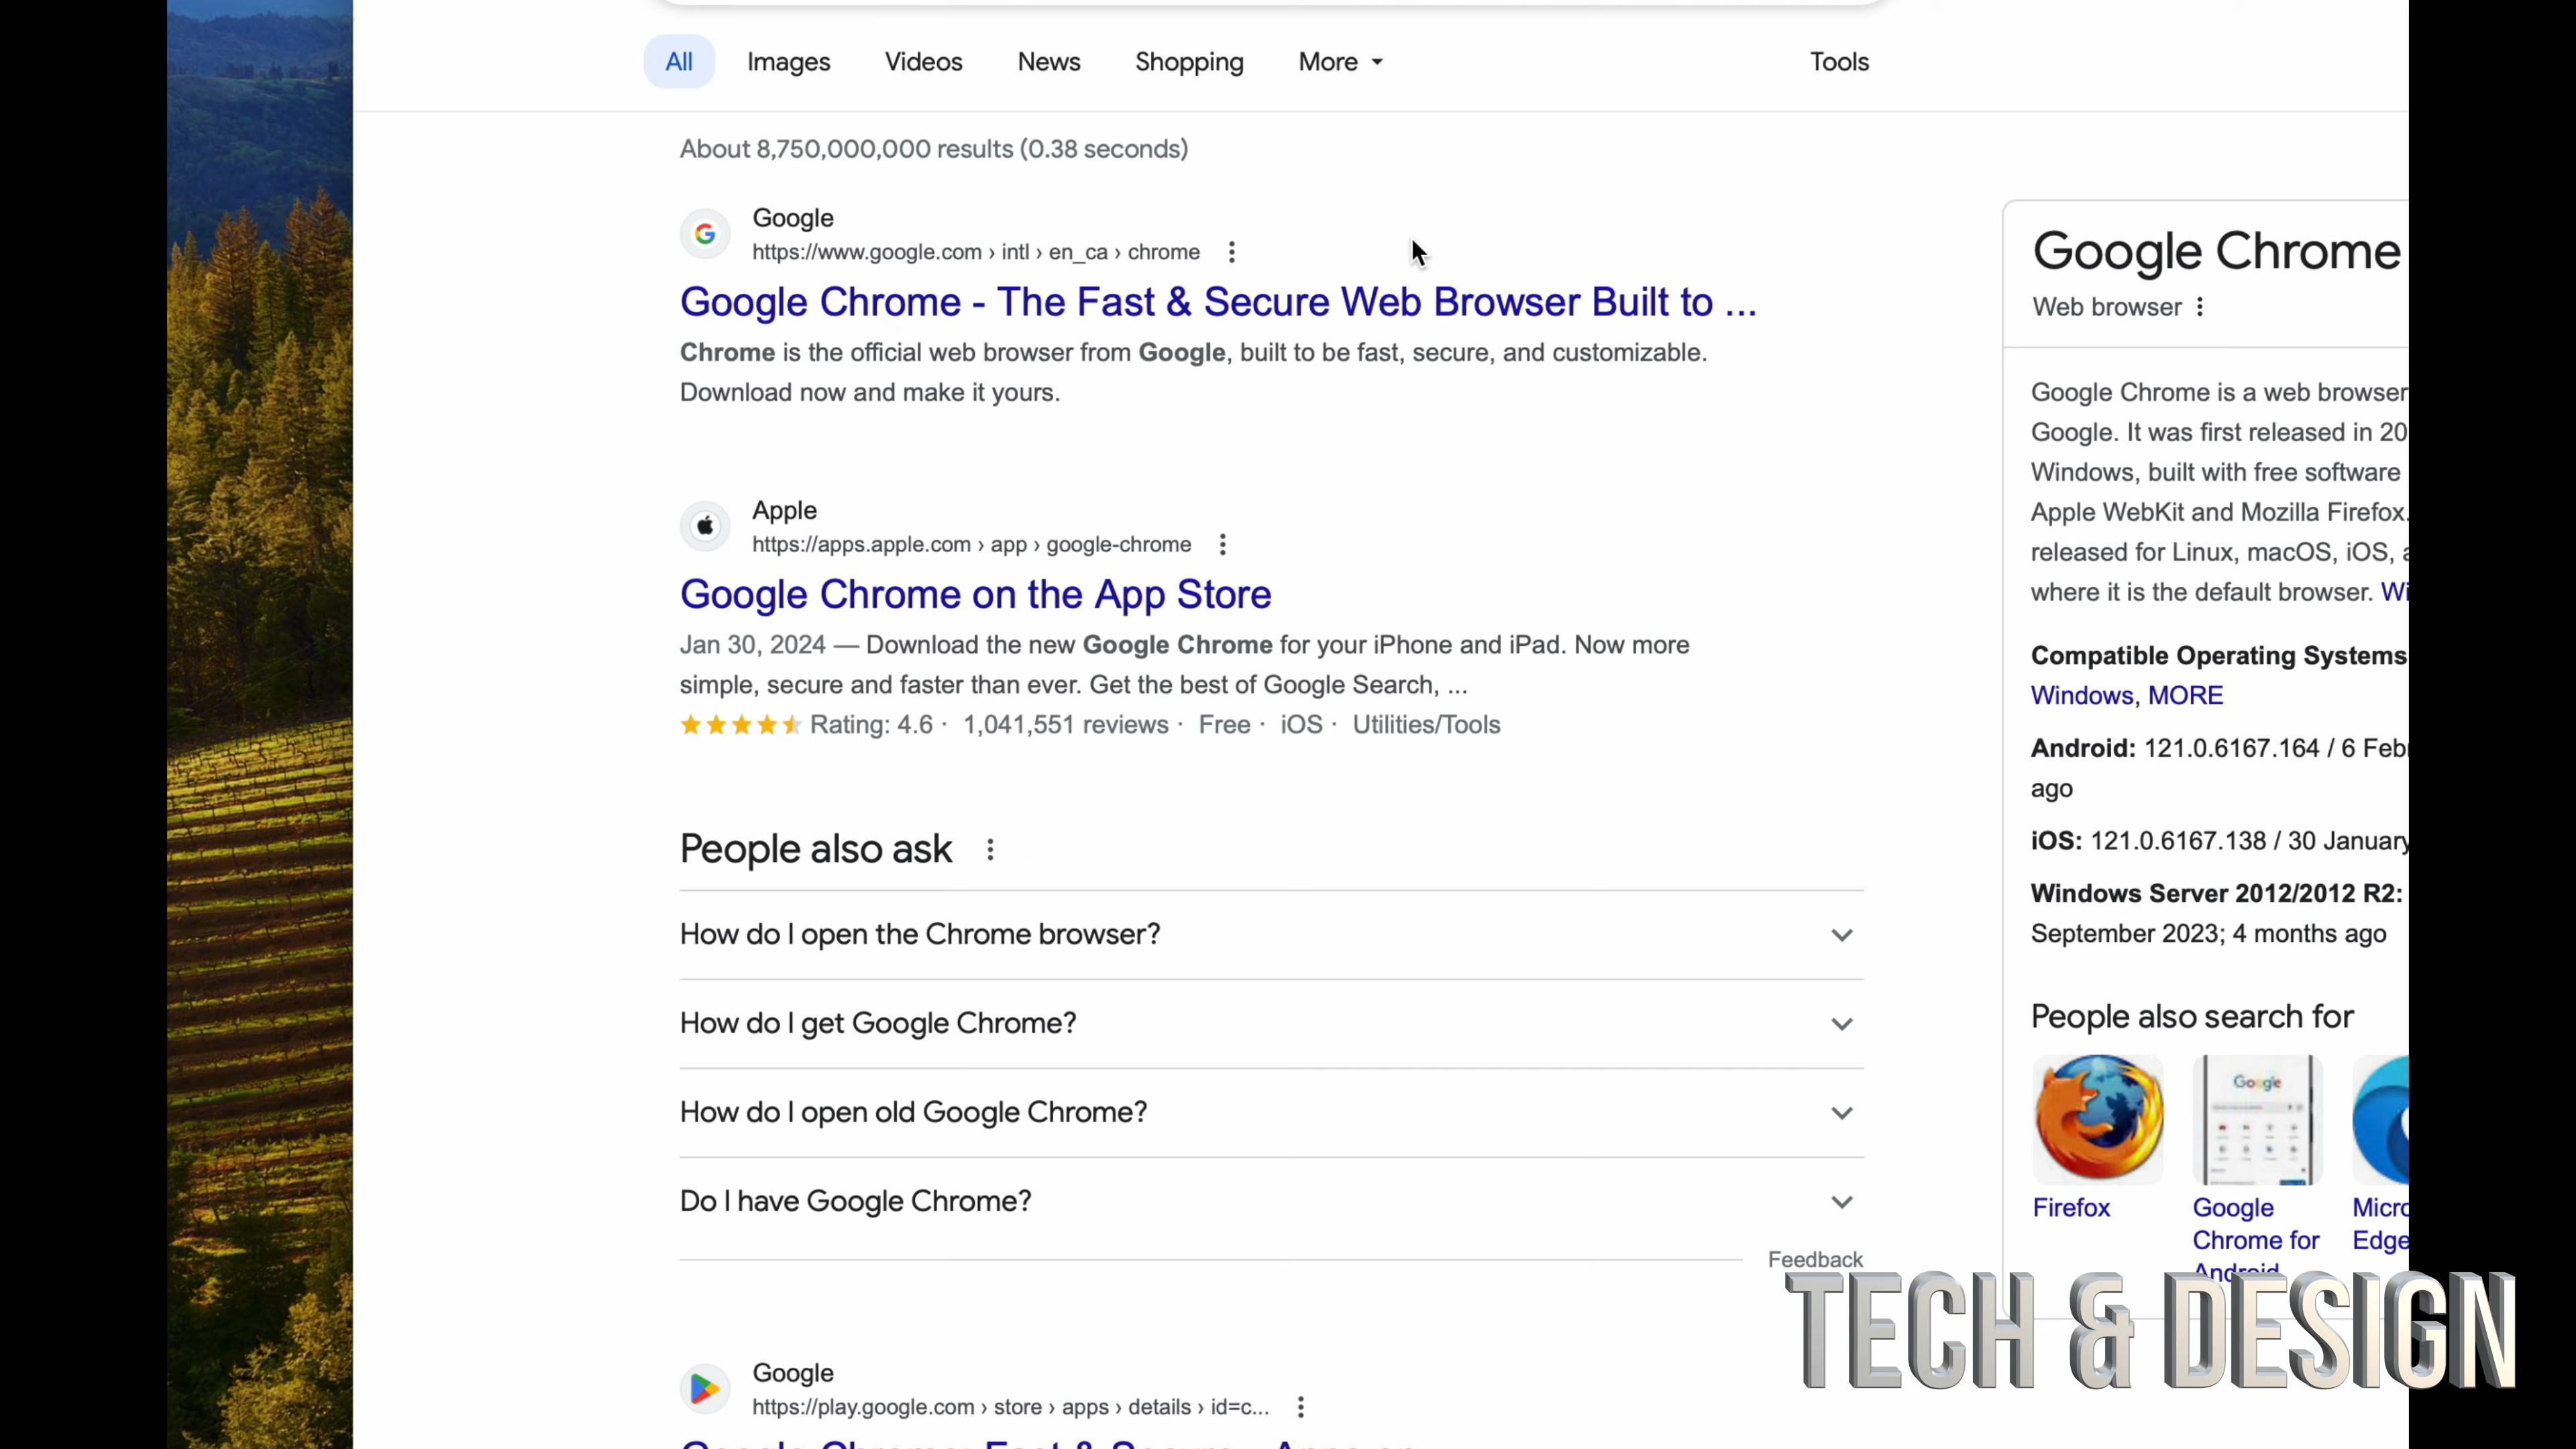 All Images Videos News Shopping More Tools
About 8,750,000,000 results (0.38 seconds)
Google
https://www.google.com › intl › en_ca › chrome
Google Chrome - The Fast & Secure Web Browser Built to ...
Chrome is the official web browser from Google, built to be fast, secure, and customizable.
Download now and make it yours.
Apple
https://apps.apple.com › app › google-chrome
Google Chrome on the App Store
Jan 30, 2024 — Download the new Google Chrome for your iPhone and iPad. Now more
simple, secure and faster than ever. Get the best of Google Search, ...
Rating: 4.6 · 1,041,551 reviews · Free · iOS · Utilities/Tools
People also ask
How do I open the Chrome browser?
How do I get Google Chrome?
How do I open old Google Chrome?
Do I have Google Chrome?
Feedback
Google
https://play.google.com › store › apps › details › id=c...
Google Chrome
Web browser
Google Chrome is a web browser
Google. It was first released in 20
Windows, built with free software
Apple WebKit and Mozilla Firefox.
released for Linux, macOS, iOS,
where it is the default browser.
Compatible Operating Systems
Windows, MORE
Android: 121.0.6167.164 / 6 Feb
ago
iOS: 121.0.6167.138 / 30 January
Windows Server 2012/2012 R2:
September 2023; 4 months ago
People also search for
Google
Firefox
Google
Chrome for
Android
Edge
TECH & DESIGN